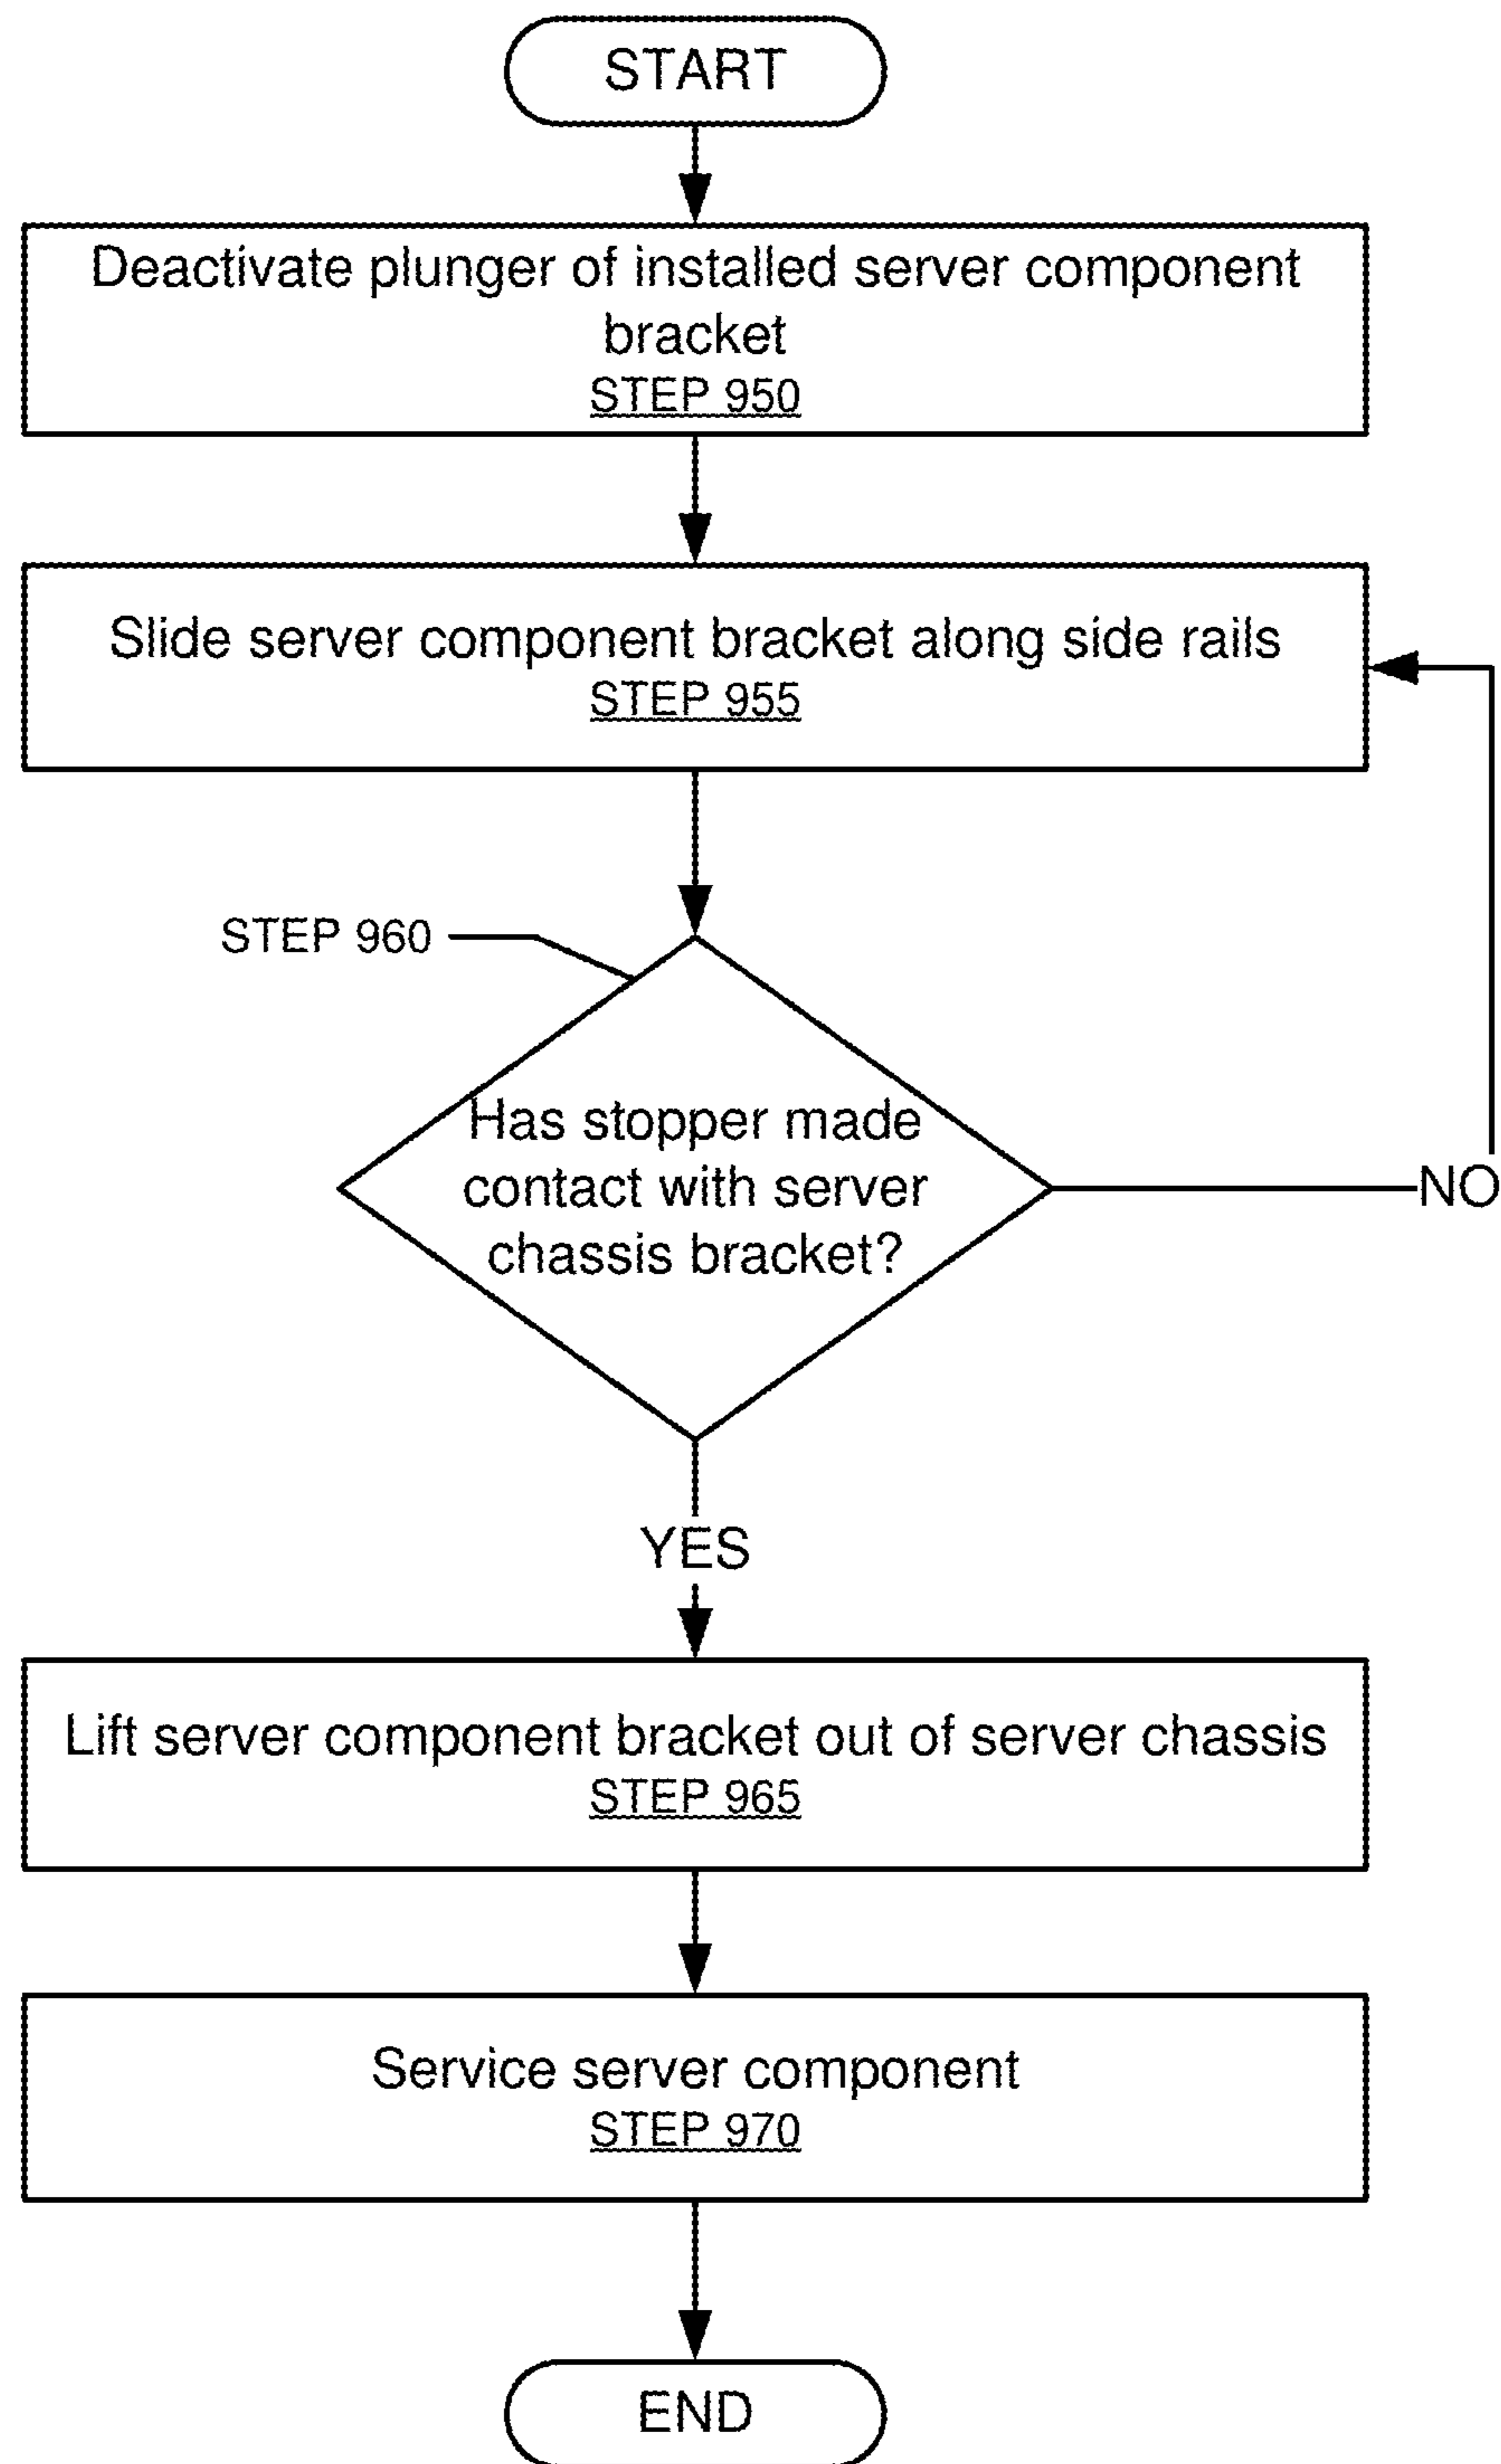 START
Deactivate plunger of installed server component
bracket
STEP 950
Slide server component bracket along side rails
STEP 955
STEP 960
Has stopper made
contact with server
chassis bracket?
NO
YES
Lift server component bracket out of server chassis
STEP 965
Service server component
STEP 970
END